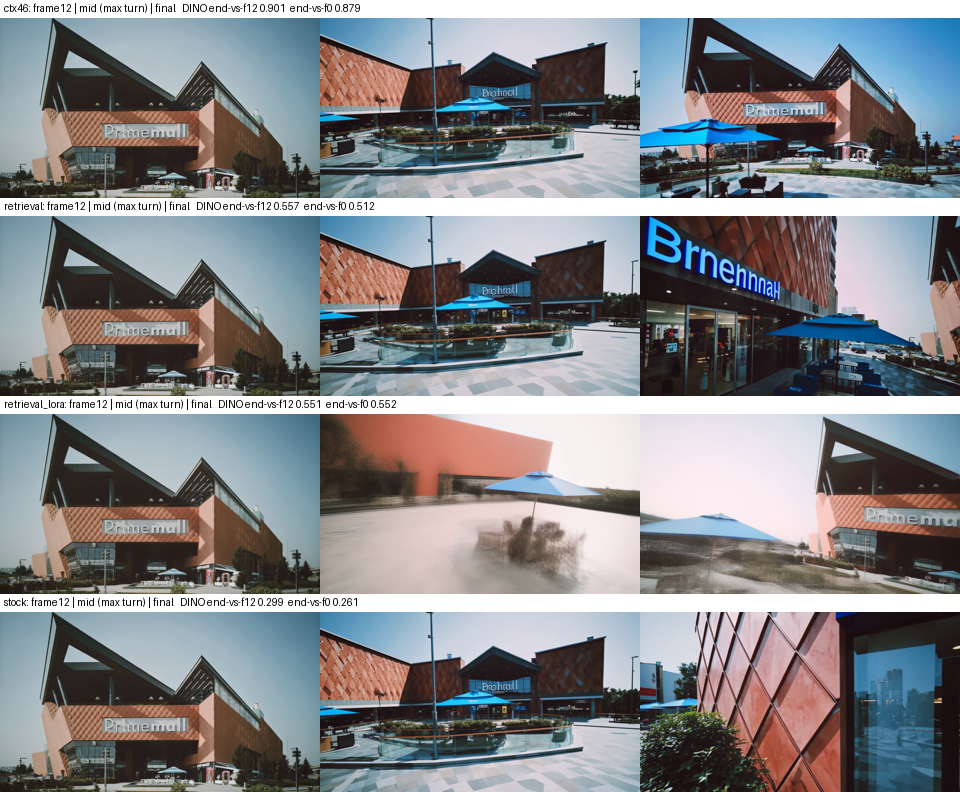 ctx46: frame12 | mid (max turn) | final DINO end-vs-f12 0.901 end-vs-f0 0.879
Primemall
Primemall
retrieval: frame12 | mid (max turn) | final DINO end-vs-f12 0.557 end-vs-f0 0.512
Primemall
retrieval_lora: frame12 | mid (max turn) | final DINO end-vs-f12 0.551 end-vs-f0 0.552
Primemall
Primema
stock: frame12 | mid (max turn) | final DINO end-vs-f12 0.299 end-vs-f0 0.261
Primemall